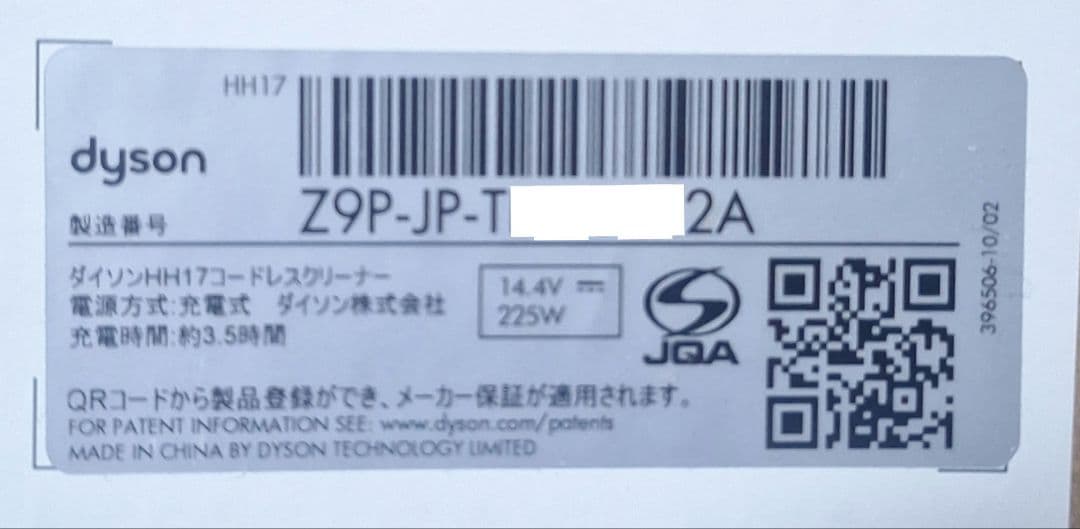 HH17
dyson
製造番号
Z9P-JP-T
2A
ダイソンHH17コードレスクリーナー
電源方式:充電式 ダイソン株式会社
充電時間:約3.5時間
14.4V
225W
JQA
396506-10/02
QRコードから製品登録ができ、メーカー保証が適用されます。
FOR PATENT INFORMATION SEE: www.dyson.com/patents
MADE IN CHINA BY DYSON TECHNOLOGY LIMITED